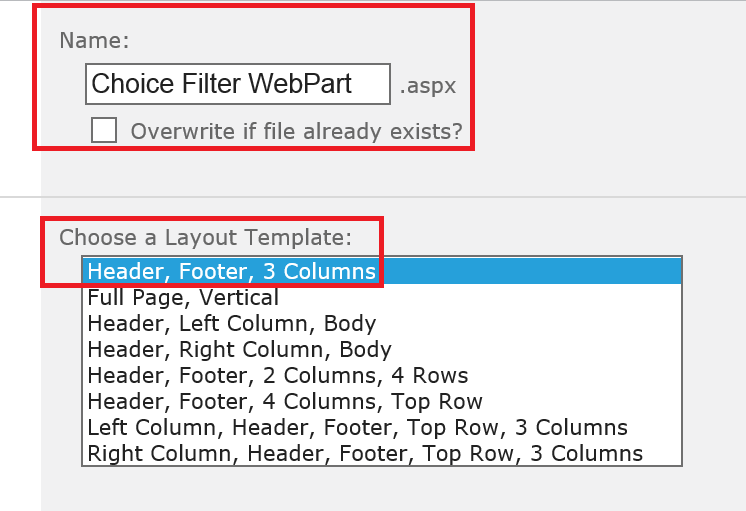 Name:
Choice Filter WebPart .aspx
Overwrite if file already exists?
Choose a Layout Template:
Header, Footer, 3 Columns
Full Page, Vertical
Header, Left Column, Body
Header, Right Column, Body
Header, Footer, 2 Columns, 4 Rows
Header, Footer, 4 Columns, Top Row
Left Column, Header, Footer, Top Row, 3 Columns
Right Column, Header, Footer, Top Row, 3 Columns